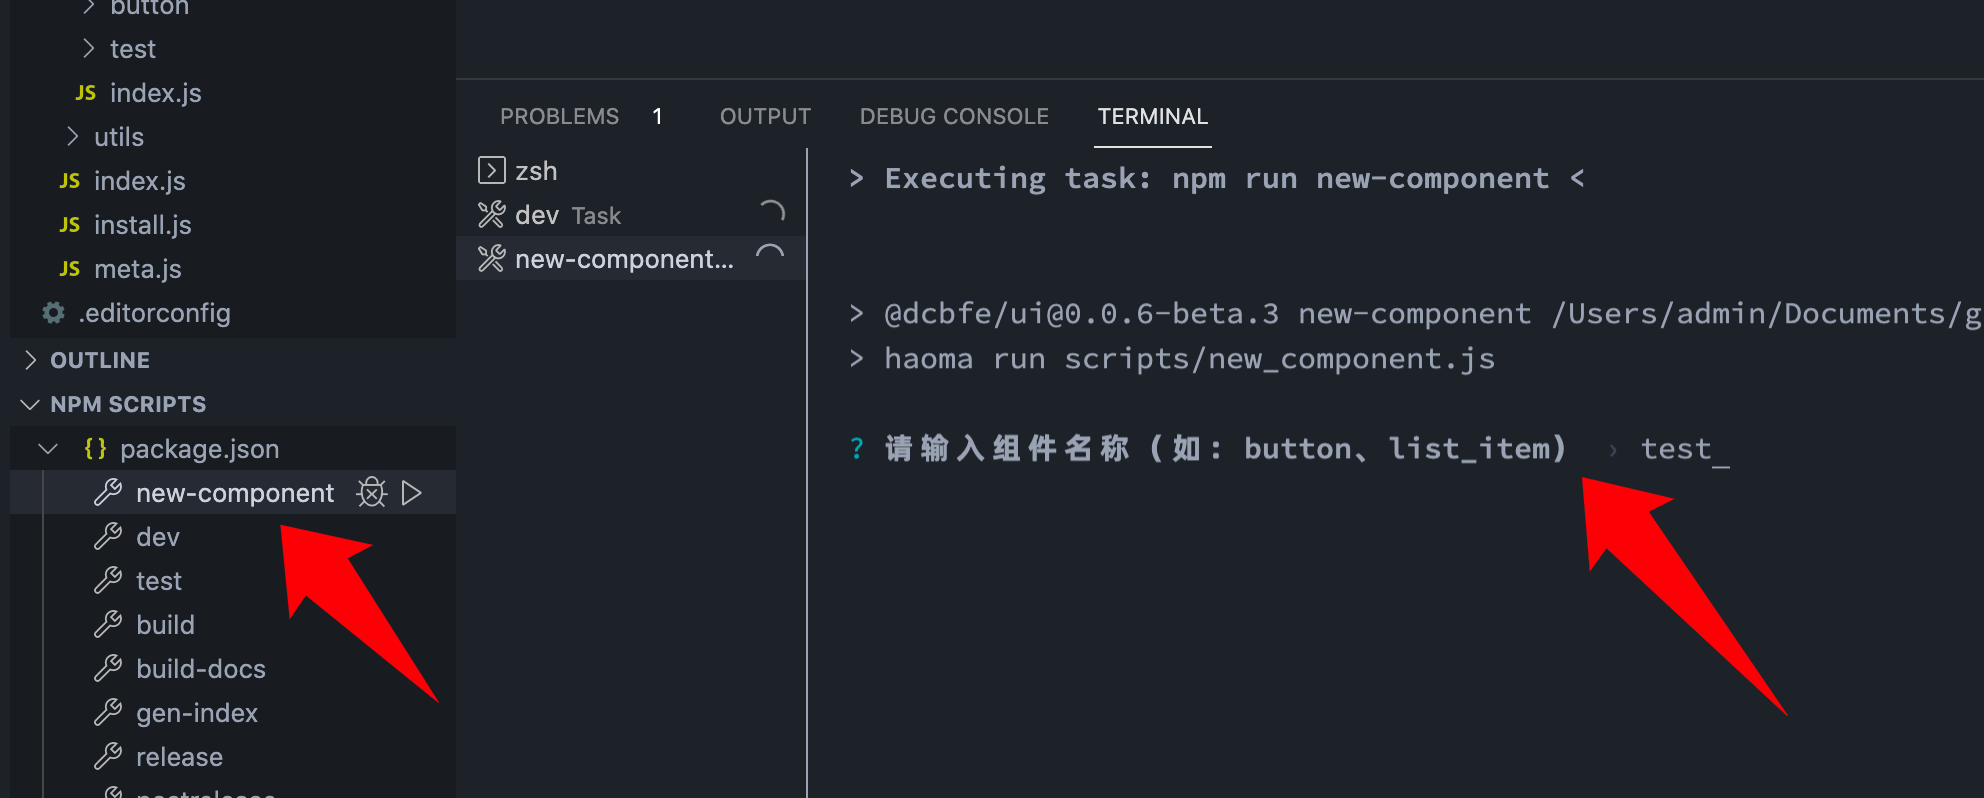 button
test
JS index.js
utils
JS index.js
JS install.js
JS meta.js
.editorconfig
OUTLINE
NPM SCRIPTS
{} package.json
new-component
dev
test
build
build-docs
gen-index
release
PROBLEMS 1 OUTPUT DEBUG CONSOLE TERMINAL
zsh
dev Task
new-component...
> Executing task: npm run new-component <
> @dcbfe/ui@0.0.6-beta.3 new-component /Users/admin/Documents/g
> haoma run scripts/new_component.js
? 请输入组件名称（如：button、list_item） › test_